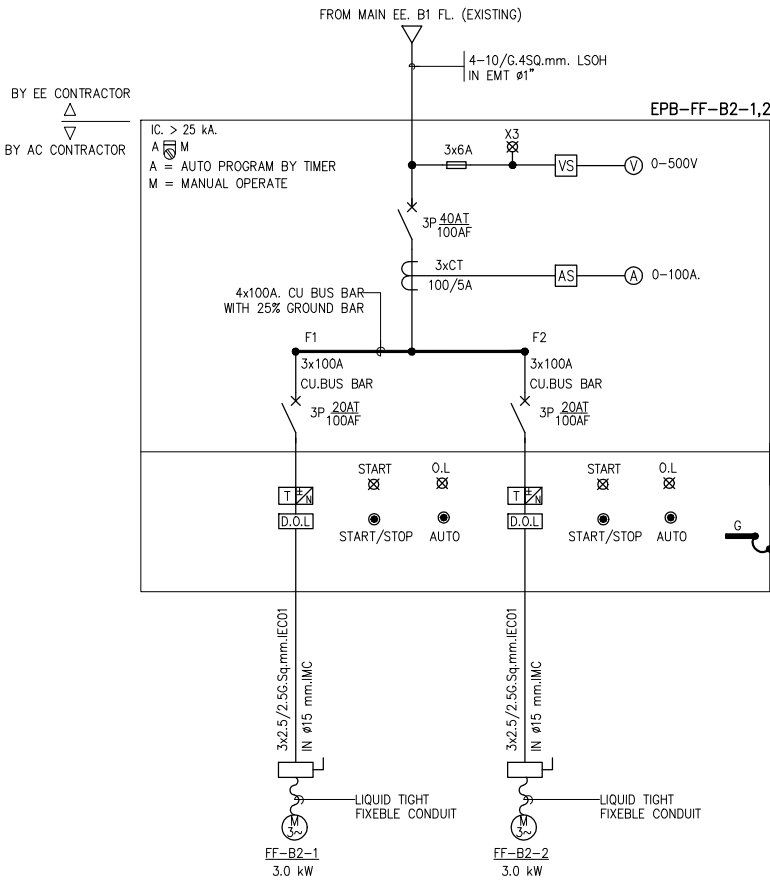 FROM MAIN EE. B1 FL. (EXISTING)
4-10/G.4SQ.mm. LSOH
IN EMT ø1"
BY EE CONTRACTOR
BY AC CONTRACTOR
EPB-FF-B2-1,2
IC. > 25 kA.
A M
A = AUTO PROGRAM BY TIMER
M = MANUAL OPERATE
X3
3x6A
VS
V
0-500V
3P 40AT
100AF
3xCT
100/5A
AS
A
0-100A.
4x100A. CU BUS BAR
WITH 25% GROUND BAR
F1
F2
3x100A
CU.BUS BAR
3x100A
CU.BUS BAR
3P 20AT
100AF
3P 20AT
100AF
START
O.L
START
O.L
T ± N
T ± N
D.O.L
D.O.L
START/STOP
AUTO
START/STOP
AUTO
G
3x2.5/2.5G.Sq.mm.IEC01
IN ø15 mm.IMC
3x2.5/2.5G.Sq.mm.IEC01
IN ø15 mm.IMC
LIQUID TIGHT
FIXEBLE CONDUIT
LIQUID TIGHT
FIXEBLE CONDUIT
M
3~
M
3~
FF-B2-1
3.0 kW
FF-B2-2
3.0 kW